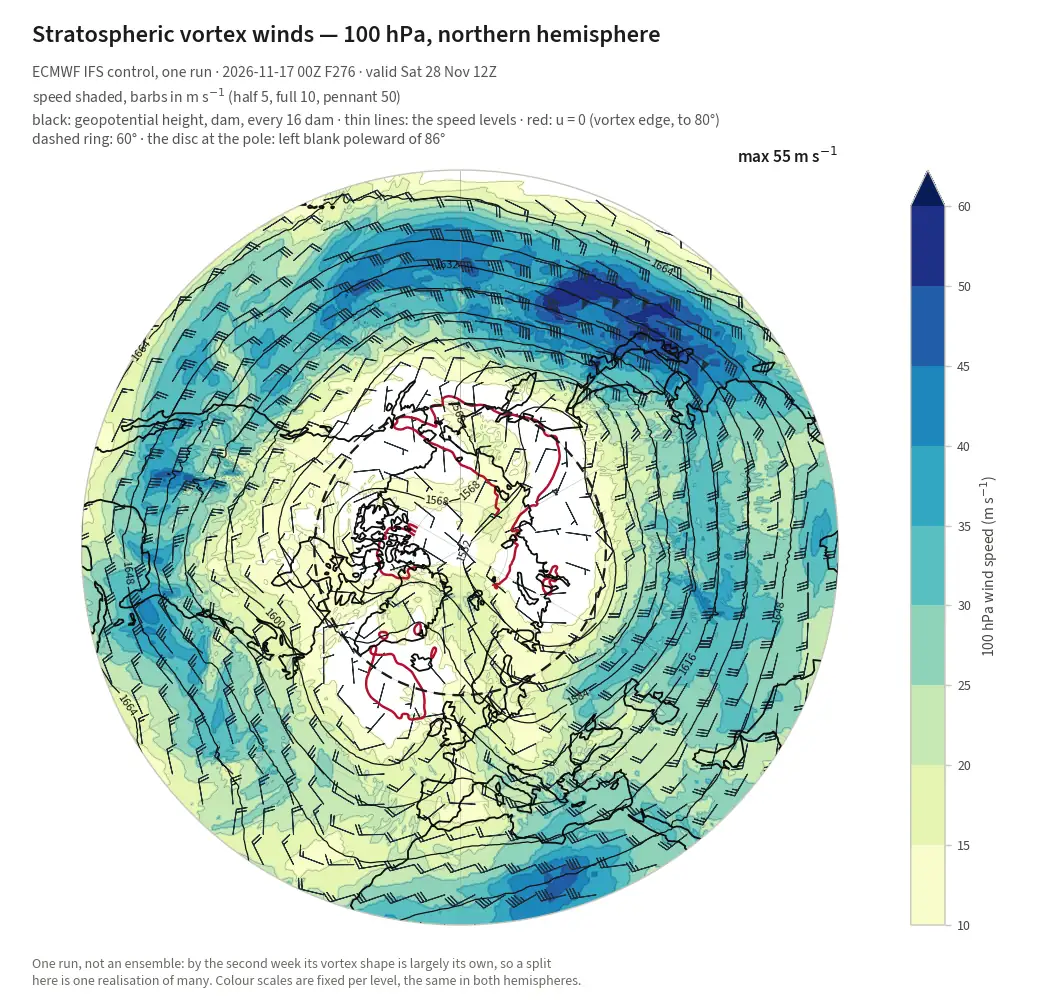 Stratospheric vortex winds — 100 hPa, northern hemisphere
ECMWF IFS control, one run · 2026-11-17 00Z F276 · valid Sat 28 Nov 12Z
speed shaded, barbs in m s⁻¹ (half 5, full 10, pennant 50)
black: geopotential height, dam, every 16 dam · thin lines: the speed levels · red: u = 0 (vortex edge, to 80°)
dashed ring: 60° · the disc at the pole: left blank poleward of 86°
max 55 m s⁻¹
60
50
45
40
35
30
25
20
15
10
100 hPa wind speed (m s⁻¹)
1664
1632
1664
1568
1568
1648
1600
1648
1616
1664
1584
One run, not an ensemble: by the second week its vortex shape is largely its own, so a split
here is one realisation of many. Colour scales are fixed per level, the same in both hemispheres.